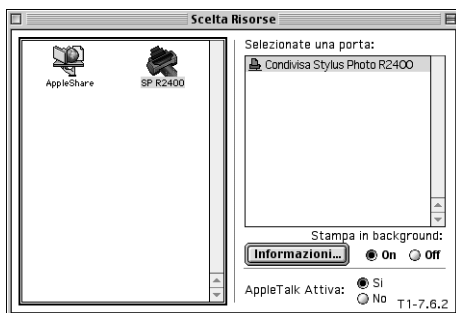 Scelta Risorse
AppleShare
SP R2400
Selezionate una porta:
Condivisa Stylus Photo R2400
Stampa in background:
Informazioni...
On
Off
AppleTalk Attiva:
Si
No
T1-7.6.2